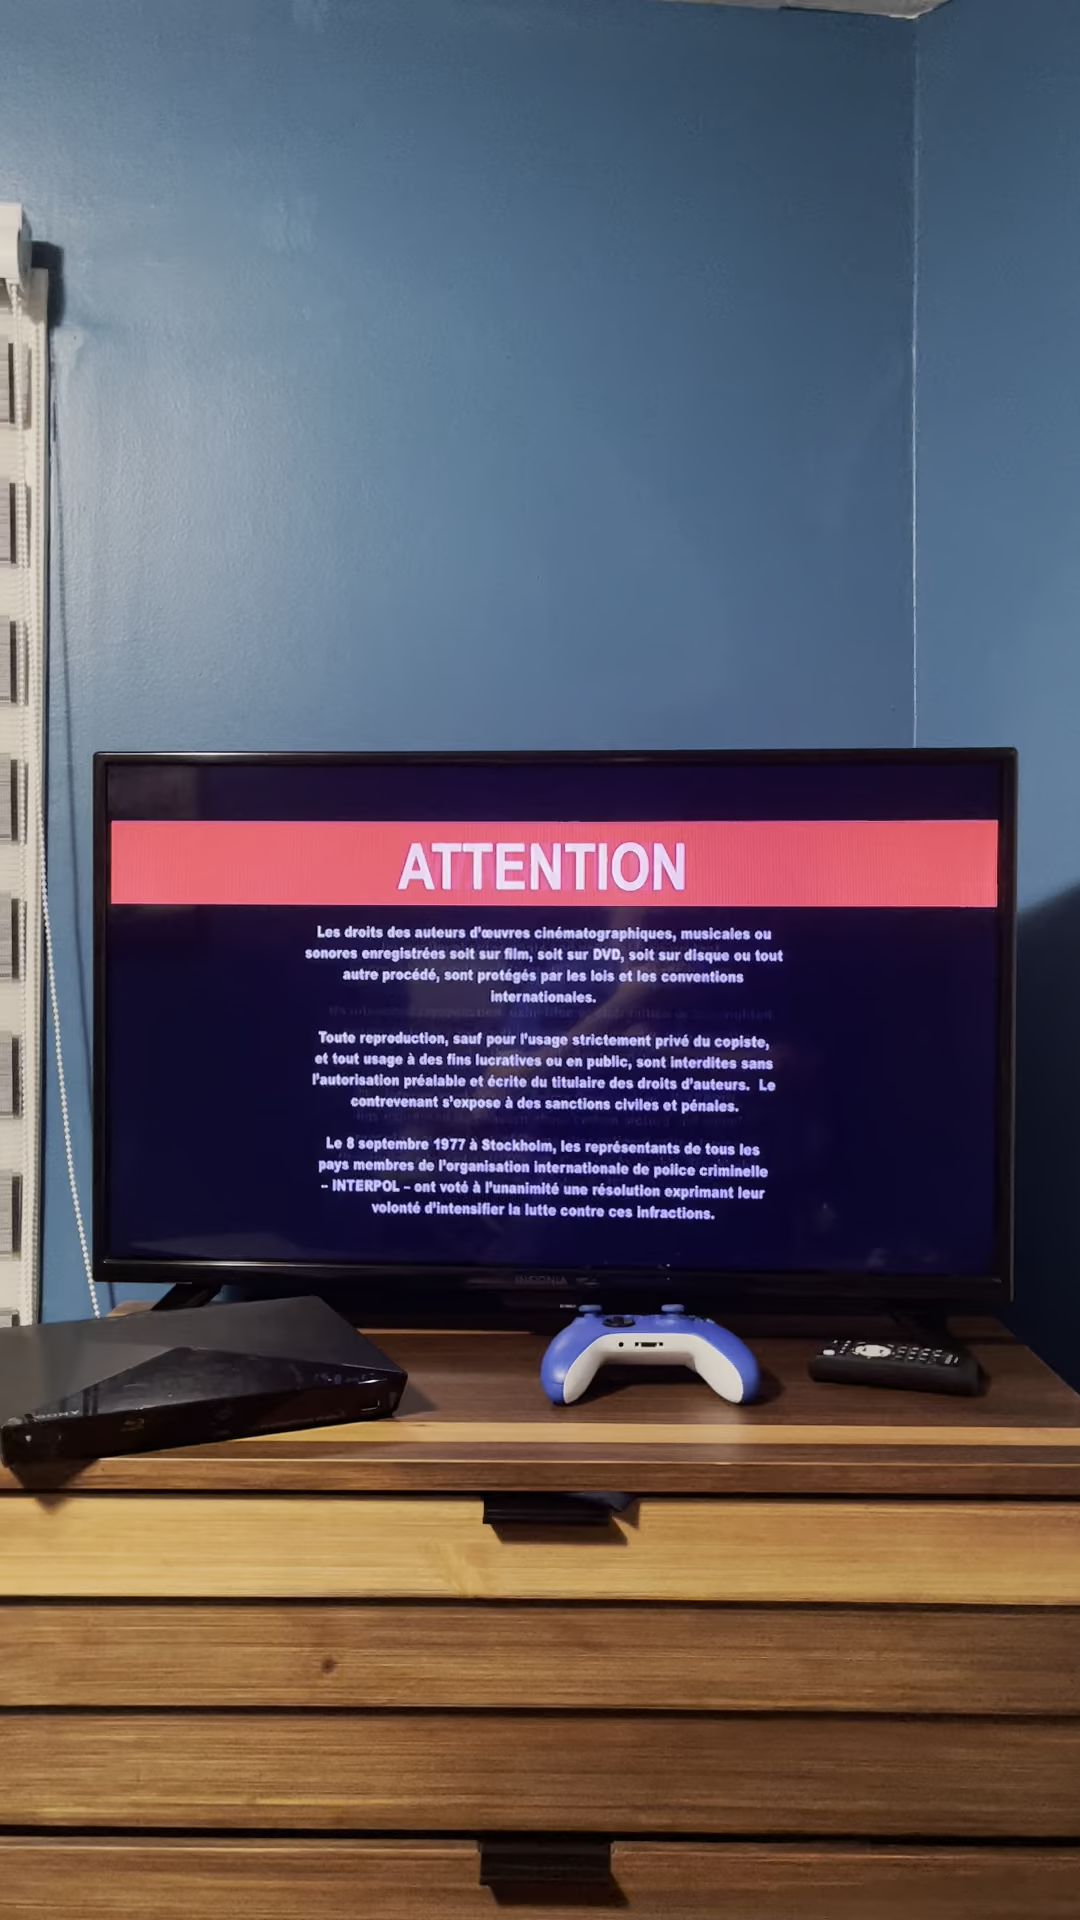 ATTENTION
Les droits des auteurs d'œuvres cinématographiques, musicales ou
sonores enregistrées soit sur film, soit sur DVD, soit sur disque ou tout
autre procédé, sont protégés par les lois et les conventions
internationales.
Toute reproduction, sauf pour l'usage strictement privé du copiste,
et tout usage à des fins lucratives ou en public, sont interdites sans
l'autorisation préalable et écrite du titulaire des droits d'auteurs. Le
contrevenant s'expose à des sanctions civiles et pénales.
Le 8 septembre 1977 à Stockholm, les représentants de tous les
pays membres de l'organisation internationale de police criminelle
– INTERPOL – ont voté à l'unanimité une résolution exprimant leur
volonté d'intensifier la lutte contre ces infractions.
INSIGNIA
SONY